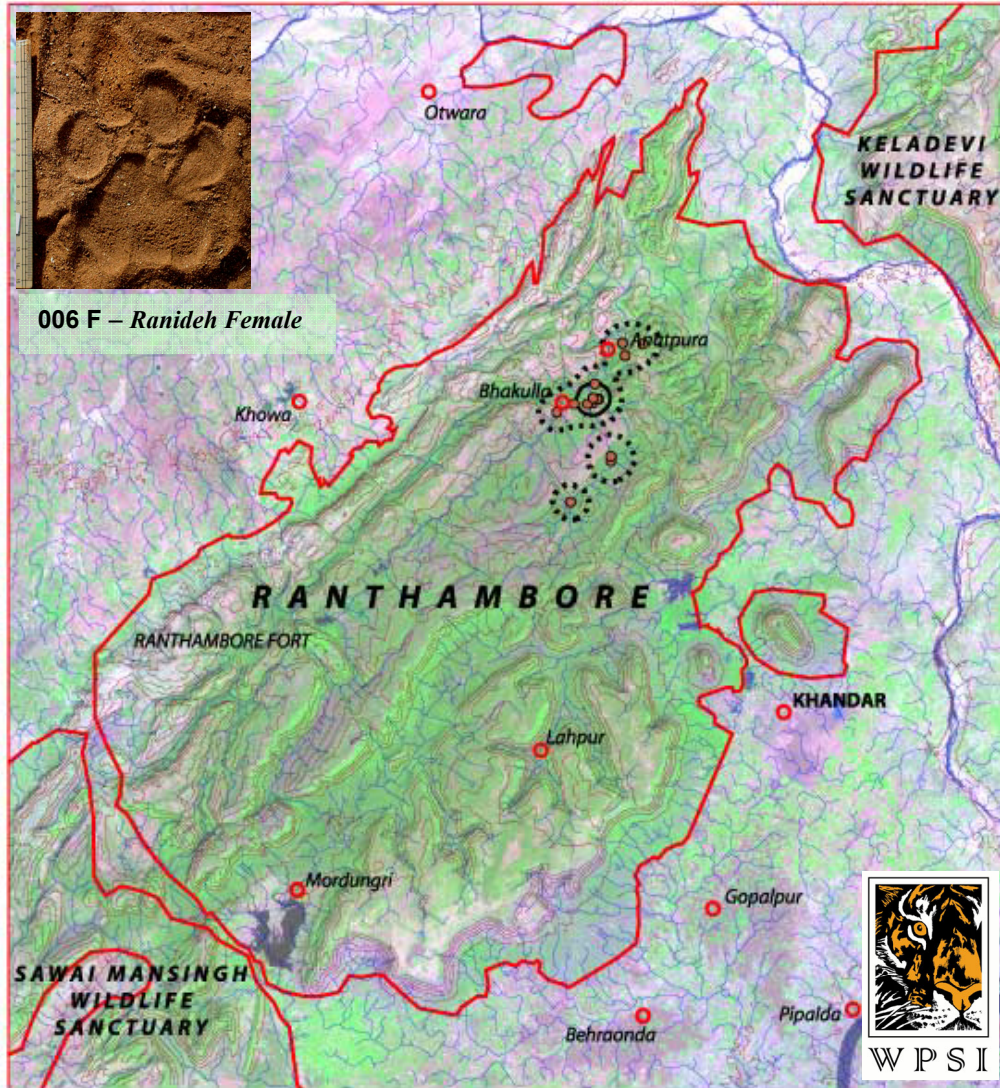 Otwara
KELADEVI
WILDLIFE
SANCTUARY
006 F – Ranideh Female
Anatpura
Bhakulla
Khowa
RANTHAMBORE
RANTHAMBORE FORT
KHANDAR
Lahpur
Mordungri
Gopalpur
SAWAI MANSINGH
WILDLIFE
SANCTUARY
Pipalda
Behraonda
WPSI